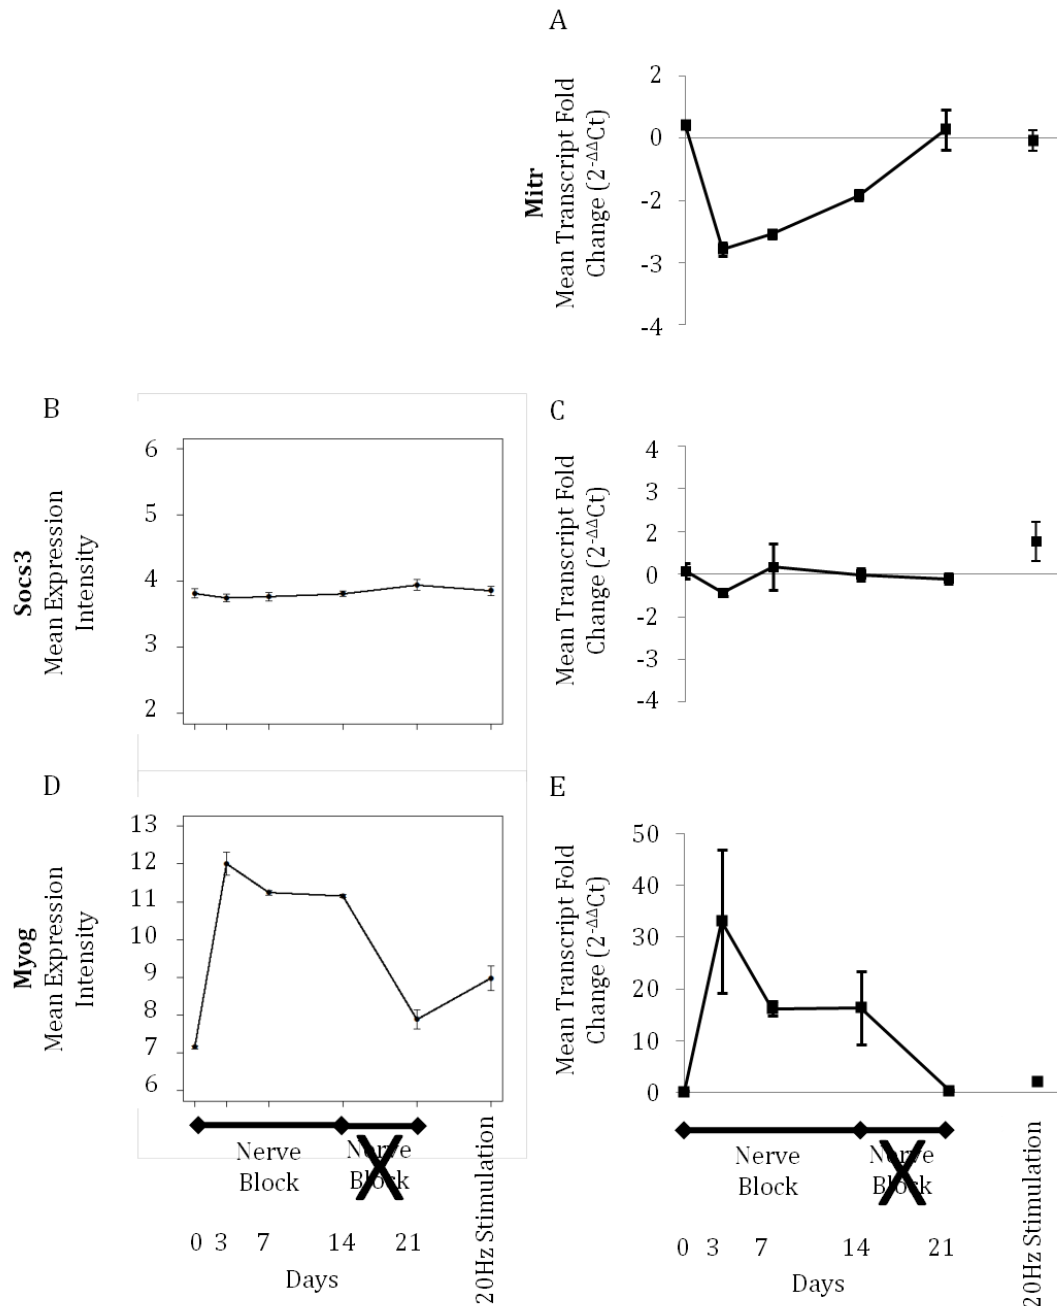 A
Mitr
Mean Transcript Fold
Change (2-ΔΔCt)
2
0
-2
-3
-4
B
Socs3
Mean Expression
Intensity
6
5
4
3
2
C
Mean Transcript Fold
Change (2-ΔΔCt)
4
3
2
0
-2
-3
-4
D
Myog
Mean Expression
Intensity
13
12
11
10
9
8
7
6
Nerve
Block
Nerve
Block
0 3 7 14 21
Days
20Hz Stimulation
E
Mean Transcript Fold
Change (2-ΔΔCt)
50
40
30
20
10
0
Nerve
Block
Nerve
Block
0 3 7 14 21
Days
20Hz Stimulation